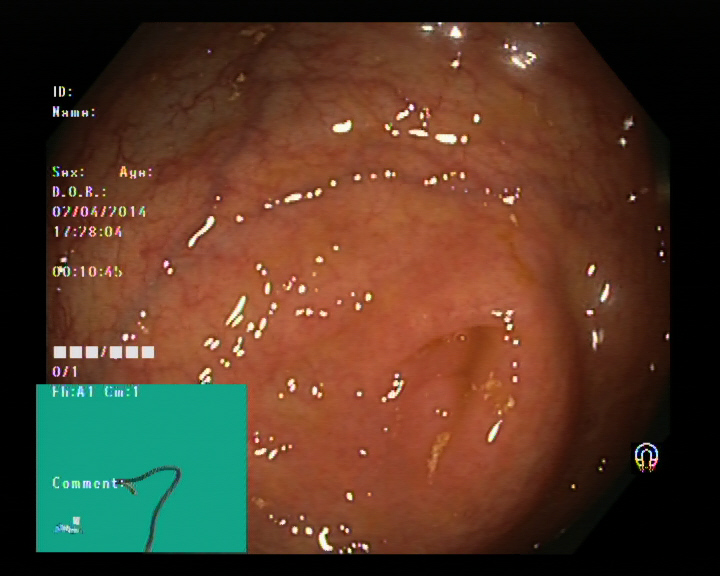 ID:
Name:
Sex: Age:
D.O.B.:
02/04/2014
17:28:04
00:10:45
0/1
Eh:A1 Cm:1
Comment: